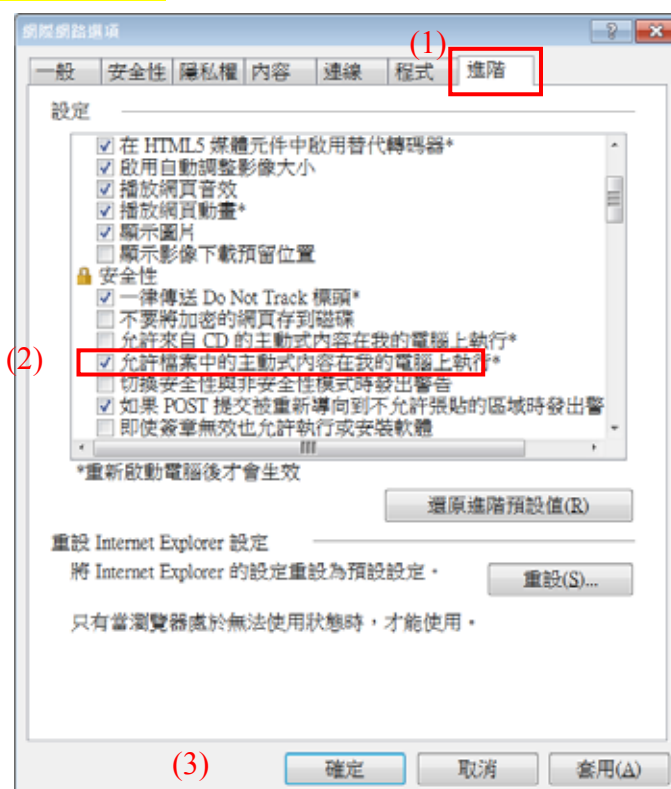 網際網路選項
(1)
一般 安全性 隱私權 內容 連線 程式 進階
設定
在 HTML5 媒體元件中啟用替代轉碼器*
啟用自動調整影像大小
播放網頁音效
播放網頁動畫*
顯示圖片
顯示影像下載預留位置
安全性
一律傳送 Do Not Track 標頭*
不要將加密的網頁存到磁碟
允許來自 CD 的主動式內容在我的電腦上執行*
(2)
允許檔案中的主動式內容在我的電腦上執行*
切換安全性與非安全性模式時發出警告
如果 POST 提交被重新導向到不允許張貼的區域時發出警
即使簽章無效也允許執行或安裝軟體
*重新啟動電腦後才會生效
還原進階預設值(R)
重設 Internet Explorer 設定
將 Internet Explorer 的設定重設為預設設定。
重設(S)...
只有當瀏覽器處於無法使用狀態時，才能使用。
(3)
確定 取消 套用(A)